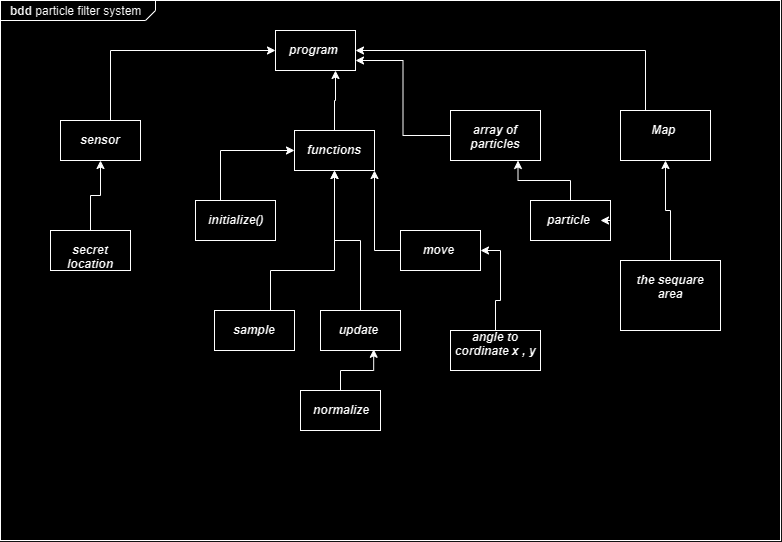 bdd particle filter system
program
sensor
functions
array of
particles
Map
initialize()
secret
location
move
particle
the sequare
area
sample
update
angle to
cordinate x , y
normalize